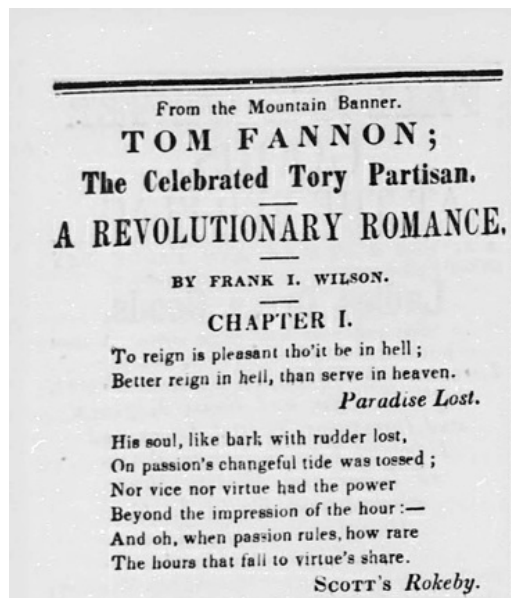 From the Mountain Banner.
TOM FANNON;
The Celebrated Tory Partisan.
A REVOLUTIONARY ROMANCE.
BY FRANK I. WILSON.
CHAPTER I.
To reign is pleasant tho'it be in hell;
Better reign in hell, than serve in heaven.
Paradise Lost.
His soul, like bark with rudder lost,
On passion's changeful tide was tossed;
Nor vice nor virtue had the power
Beyond the impression of the hour:—
And oh, when passion rules, how rare
The hours that fall to virtue's share.
SCOTT'S Rokeby.